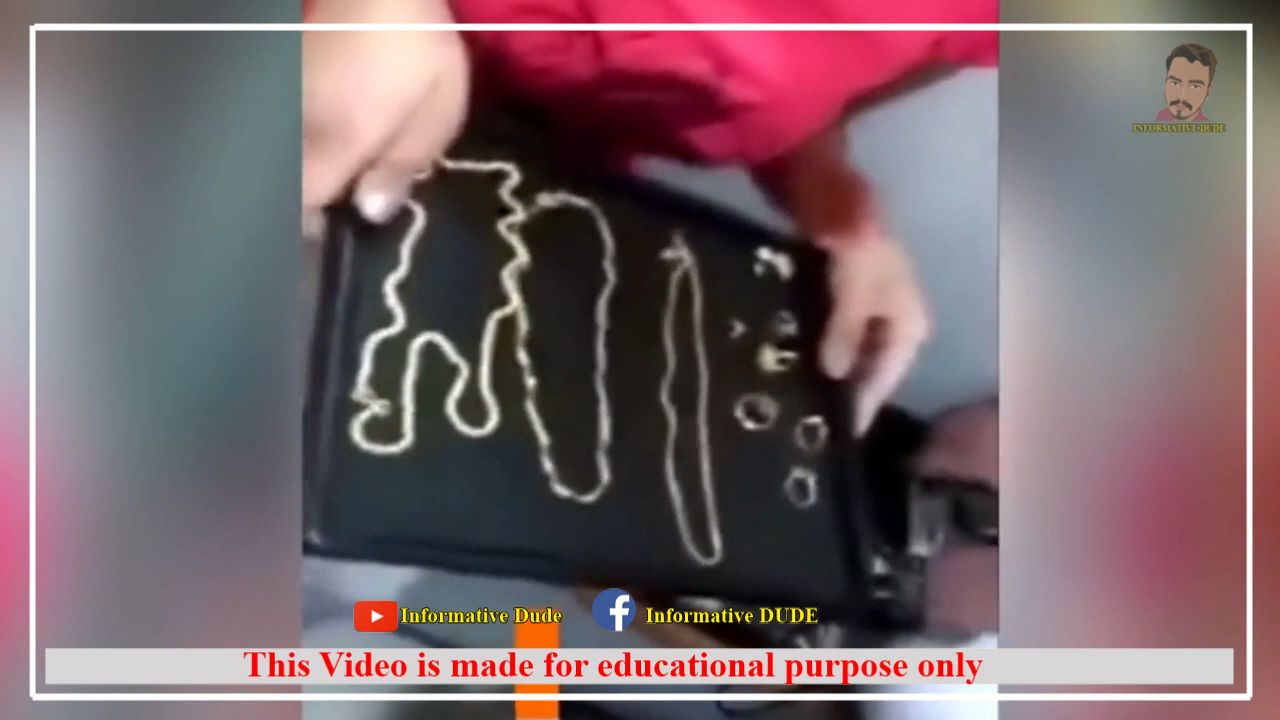 INFORMATIVE DUDE
Informative Dude
Informative DUDE
This Video is made for educational purpose only